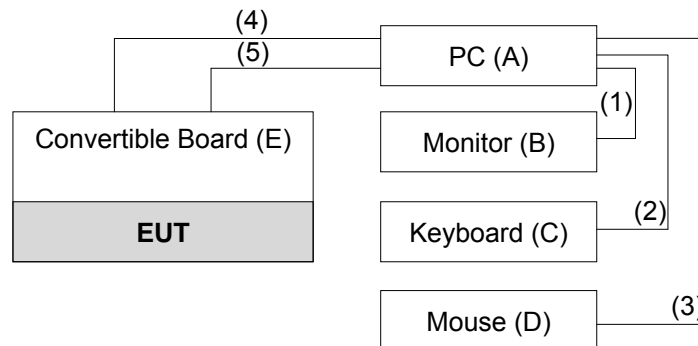 (4)
(5)
PC (A)
(1)
Convertible Board (E)
Monitor (B)
EUT
Keyboard (C)
(2)
Mouse (D)
(3)